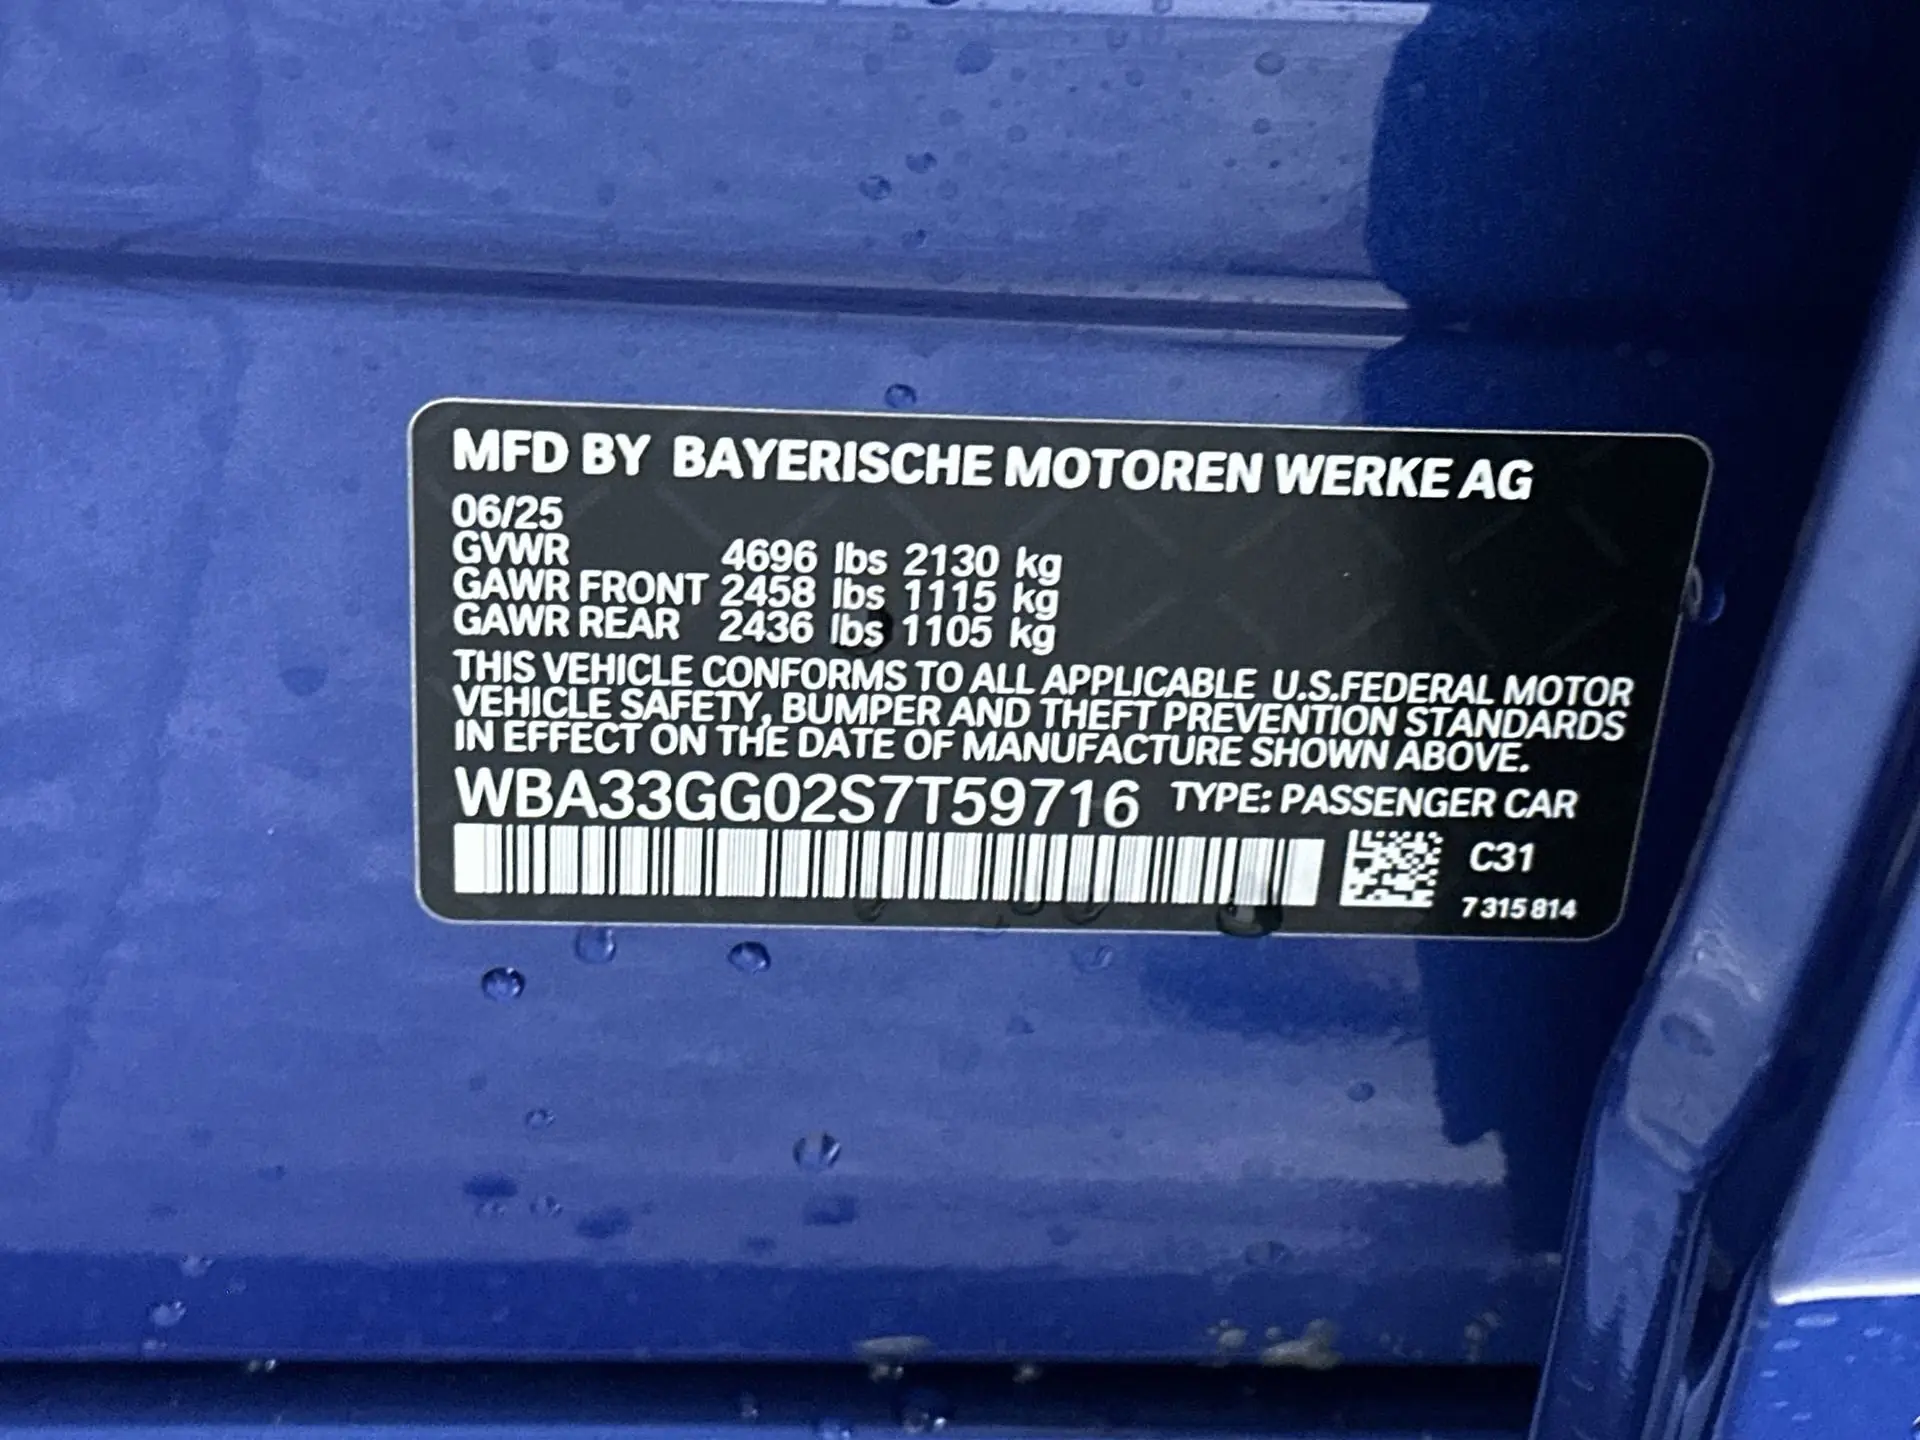 MFD BY BAYERISCHE MOTOREN WERKE AG
06/25
GVWR 4696 lbs 2130 kg
GAWR FRONT 2458 lbs 1115 kg
GAWR REAR 2436 lbs 1105 kg
THIS VEHICLE CONFORMS TO ALL APPLICABLE U.S.FEDERAL MOTOR
VEHICLE SAFETY, BUMPER AND THEFT PREVENTION STANDARDS
IN EFFECT ON THE DATE OF MANUFACTURE SHOWN ABOVE.
WBA33GG02S7T59716 TYPE: PASSENGER CAR
C31
7 315 814